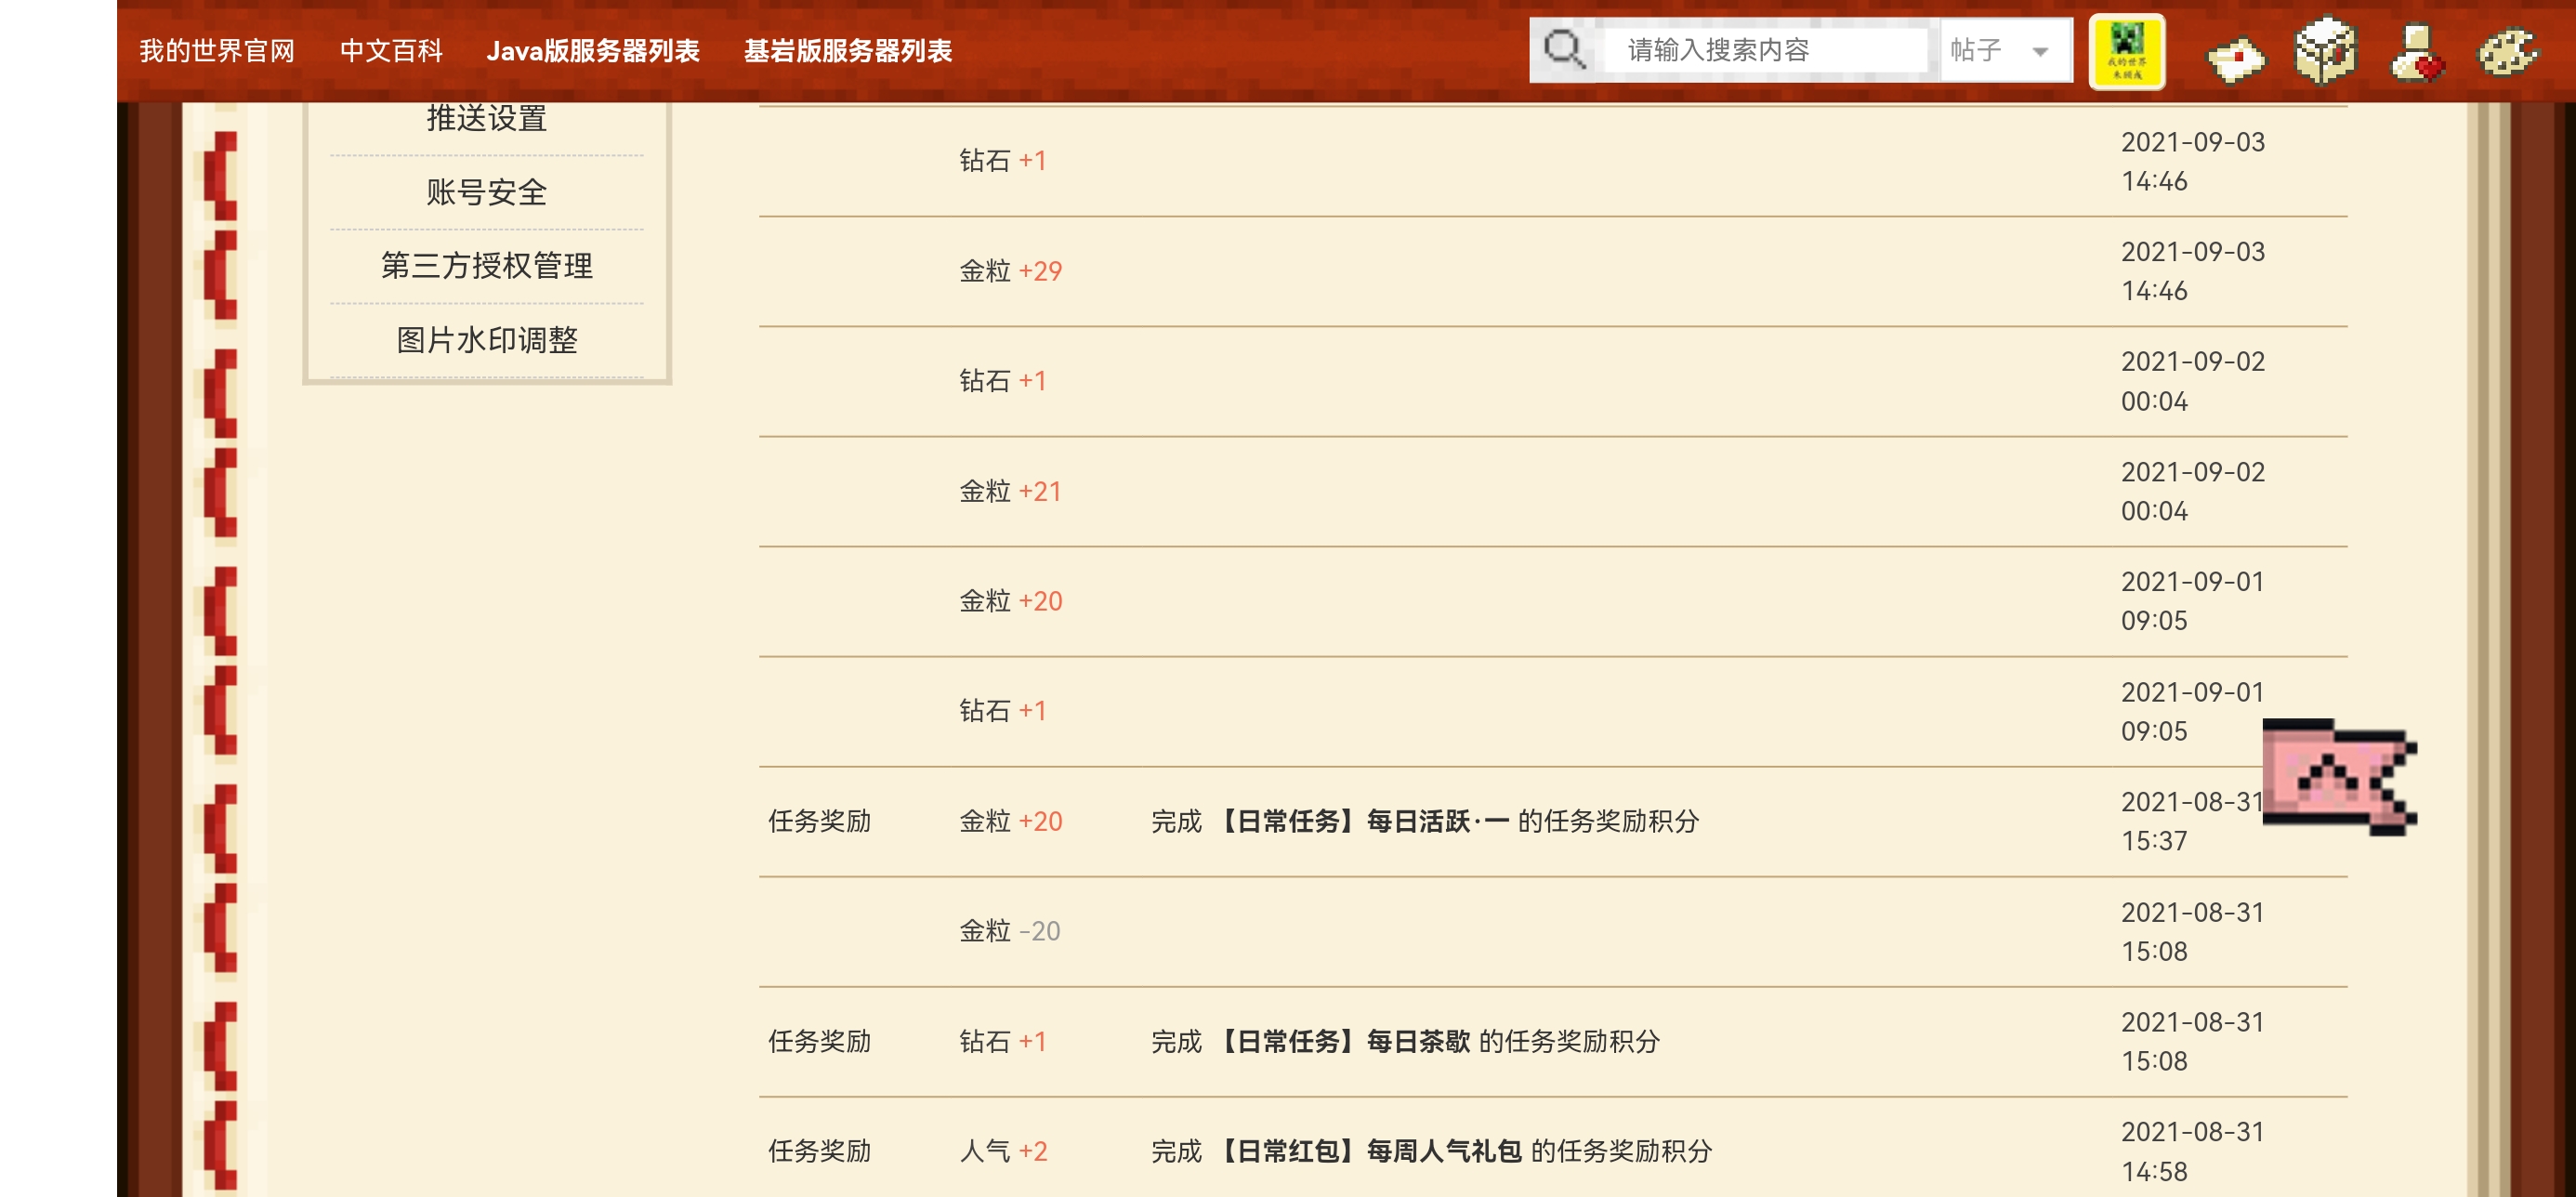 我的世界官网 中文百科 Java版服务器列表 基岩版服务器列表 请输入搜索内容 帖子
我的世界
推送设置
账号安全
第三方授权管理
图片水印调整
钻石 +1 2021-09-03
14:46
金粒 +29 2021-09-03
14:46
钻石 +1 2021-09-02
00:04
金粒 +21 2021-09-02
00:04
金粒 +20 2021-09-01
09:05
钻石 +1 2021-09-01
09:05
任务奖励 金粒 +20 完成 【日常任务】每日活跃·一 的任务奖励积分 2021-08-31
15:37
金粒 -20 2021-08-31
15:08
任务奖励 钻石 +1 完成 【日常任务】每日茶歇 的任务奖励积分 2021-08-31
15:08
任务奖励 人气 +2 完成 【日常红包】每周人气礼包 的任务奖励积分 2021-08-31
14:58